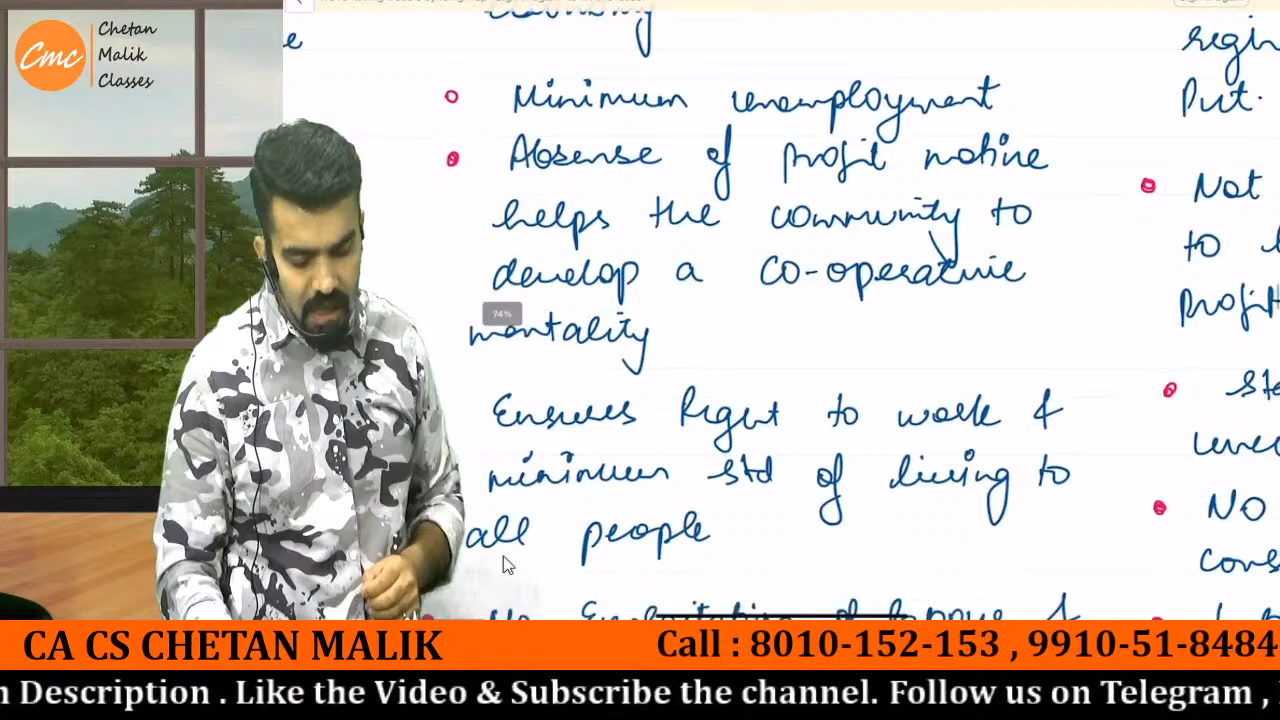 Cmc
Chetan
Malik
Classes
Minimum unemployment
Absense of profit motive
helps the community to
develop a co-operative
mentality
Ensures Right to work &
minimum std of living to
all people
74%
Put.
Not
to
Profit
NO
cons
CA CS CHETAN MALIK
Call : 8010-152-153 , 9910-51-8484
n Description . Like the Video & Subscribe the channel. Follow us on Telegram ,